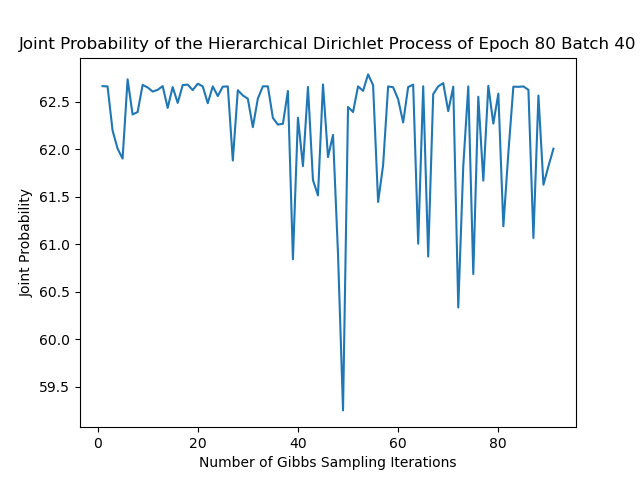 Joint Probability of the Hierarchical Dirichlet Process of Epoch 80 Batch 40
Joint Probability
62.5
62.0
61.5
61.0
60.5
60.0
59.5
0 20 40 60 80
Number of Gibbs Sampling Iterations